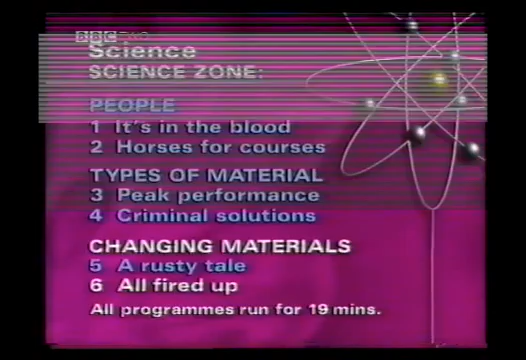 BBC TWO
Science
SCIENCE ZONE:
PEOPLE
1 It's in the blood
2 Horses for courses
TYPES OF MATERIAL
3 Peak performance
4 Criminal solutions
CHANGING MATERIALS
5 A rusty tale
6 All fired up
All programmes run for 19 mins.